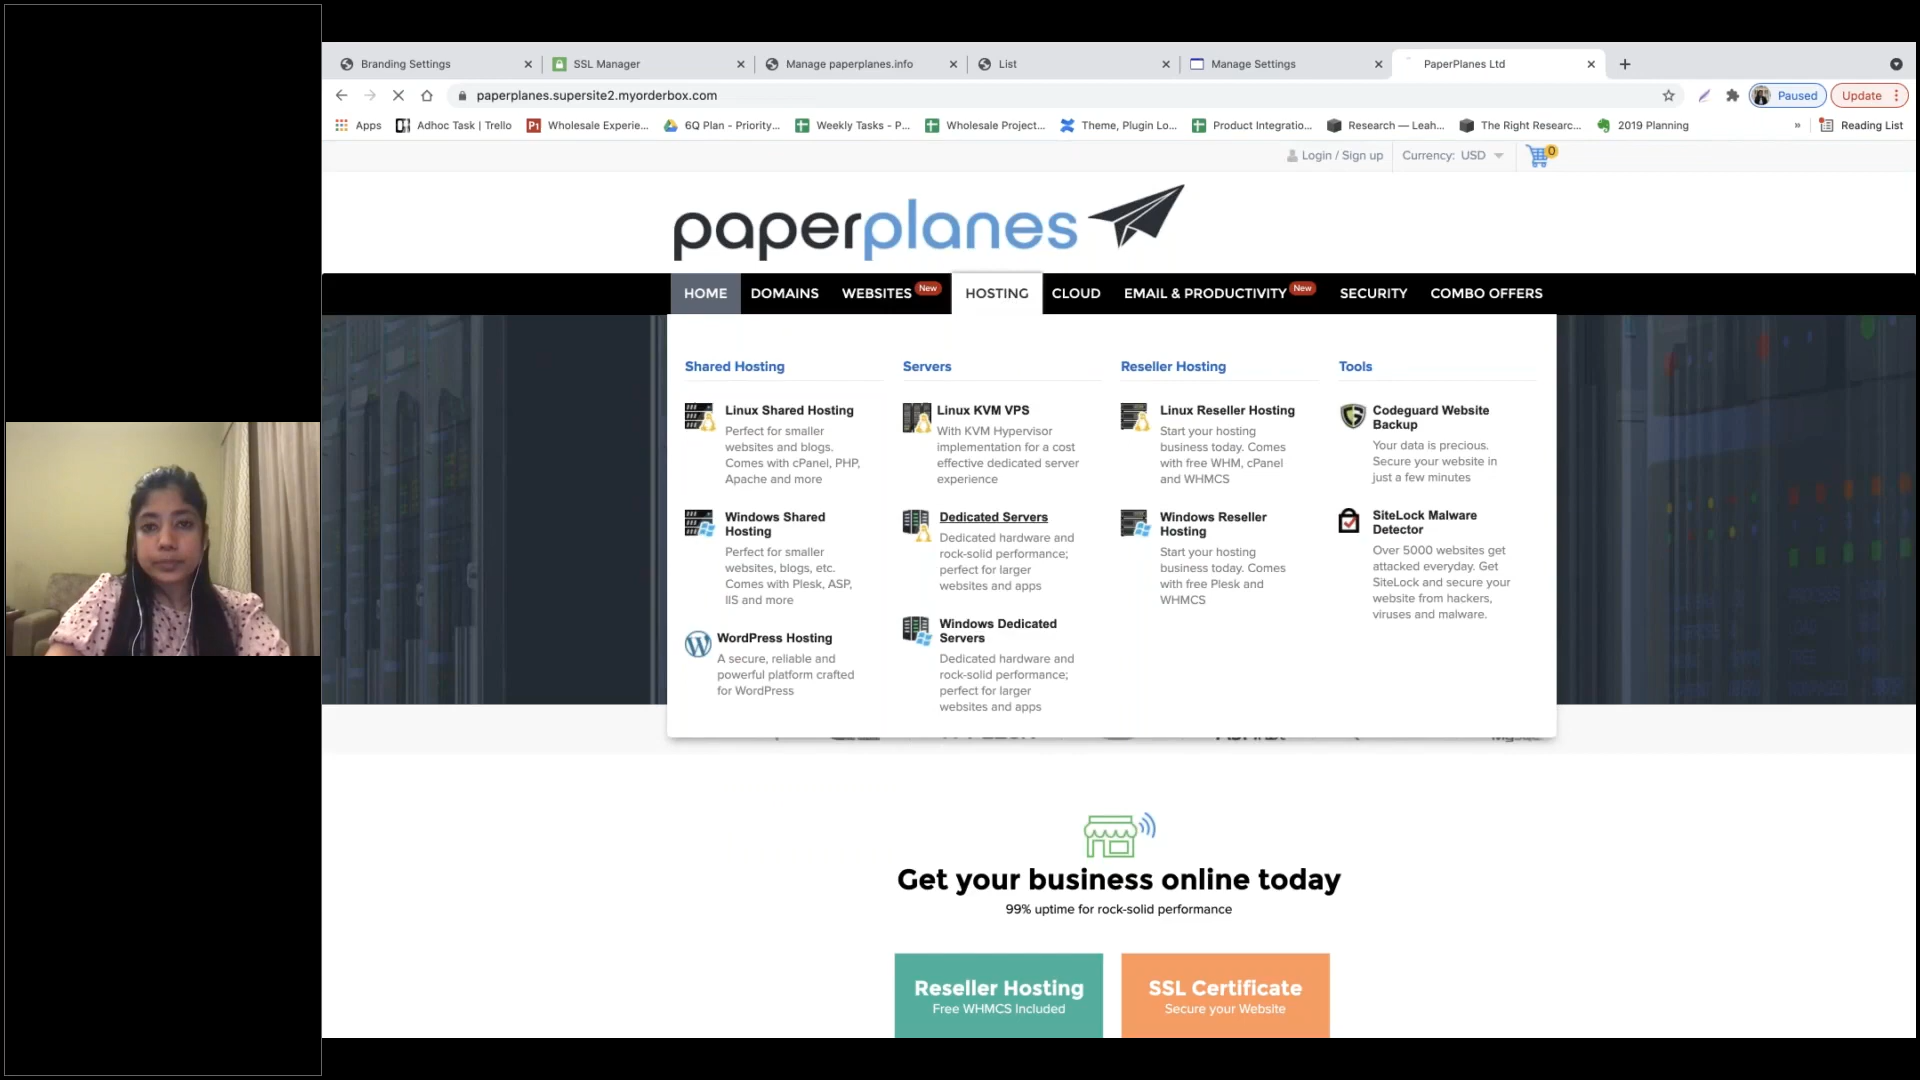 Branding Settings
SSL Manager
Manage paperplanes.info
List
Manage Settings
PaperPlanes Ltd
paperplanes.supersite2.myorderbox.com
Paused
Update
Apps
Adhoc Task | Trello
Wholesale Experie...
6Q Plan - Priority...
Weekly Tasks - P...
Wholesale Project...
Theme, Plugin Lo...
Product Integratio...
Research — Leah...
The Right Researc...
2019 Planning
»
Reading List
Login / Sign up
Currency: USD
0
paperplanes
HOME
DOMAINS
WEBSITES New
HOSTING
CLOUD
EMAIL & PRODUCTIVITY New
SECURITY
COMBO OFFERS
Shared Hosting
Linux Shared Hosting
Perfect for smaller
websites and blogs.
Comes with cPanel, PHP,
Apache and more
Windows Shared
Hosting
Perfect for smaller
websites, blogs, etc.
Comes with Plesk, ASP,
IIS and more
WordPress Hosting
A secure, reliable and
powerful platform crafted
for WordPress
Servers
Linux KVM VPS
With KVM Hypervisor
implementation for a cost
effective dedicated server
experience
Dedicated Servers
Dedicated hardware and
rock-solid performance;
perfect for larger
websites and apps
Windows Dedicated
Servers
Dedicated hardware and
rock-solid performance;
perfect for larger
websites and apps
Reseller Hosting
Linux Reseller Hosting
Start your hosting
business today. Comes
with free WHM, cPanel
and WHMCS
Windows Reseller
Hosting
Start your hosting
business today. Comes
with free Plesk and
WHMCS
Tools
Codeguard Website
Backup
Your data is precious.
Secure your website in
just a few minutes
SiteLock Malware
Detector
Over 5000 websites get
attacked everyday. Get
SiteLock and secure your
website from hackers,
viruses and malware.
Get your business online today
99% uptime for rock-solid performance
Reseller Hosting
Free WHMCS Included
SSL Certificate
Secure your Website